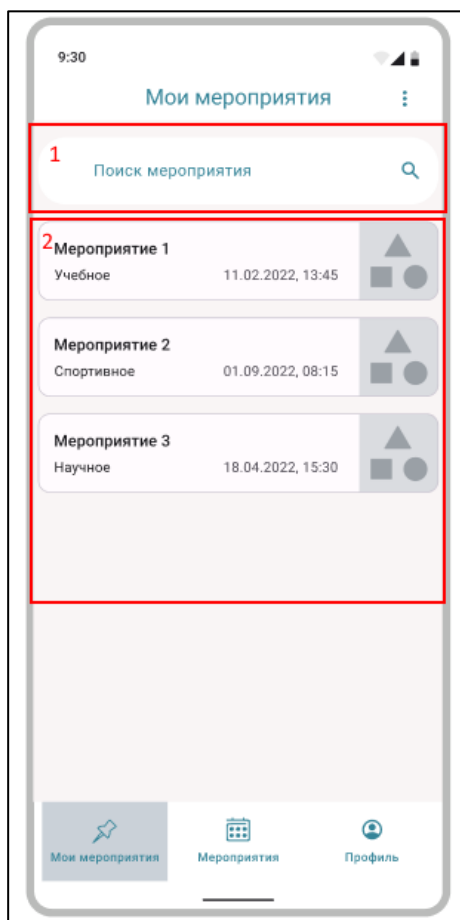 9:30
Мои мероприятия
1
Поиск мероприятия
2
Мероприятие 1
Учебное 11.02.2022, 13:45
Мероприятие 2
Спортивное 01.09.2022, 08:15
Мероприятие 3
Научное 18.04.2022, 15:30
Мои мероприятия Мероприятия Профиль